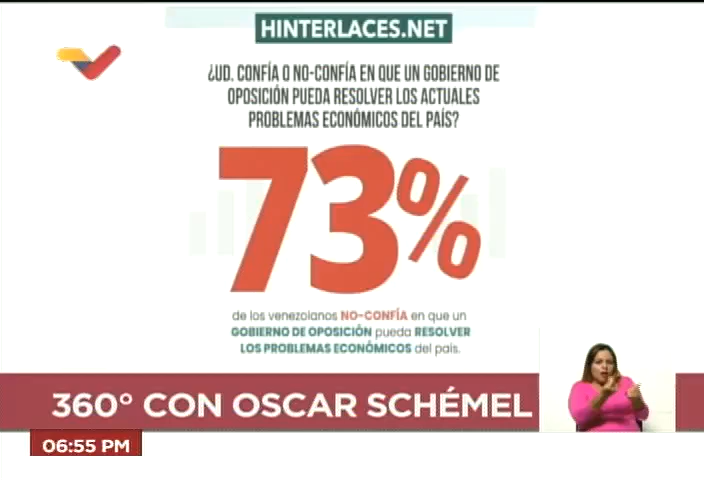 HINTERLACES.NET
¿UD. CONFÍA O NO-CONFÍA EN QUE UN GOBIERNO DE
OPOSICIÓN PUEDA RESOLVER LOS ACTUALES
PROBLEMAS ECONÓMICOS DEL PAÍS?
73%
de los venezolanos NO-CONFÍA en que un
GOBIERNO DE OPOSICIÓN pueda RESOLVER
LOS PROBLEMAS ECONÓMICOS del país.
360° CON OSCAR SCHÉMEL
06:55 PM